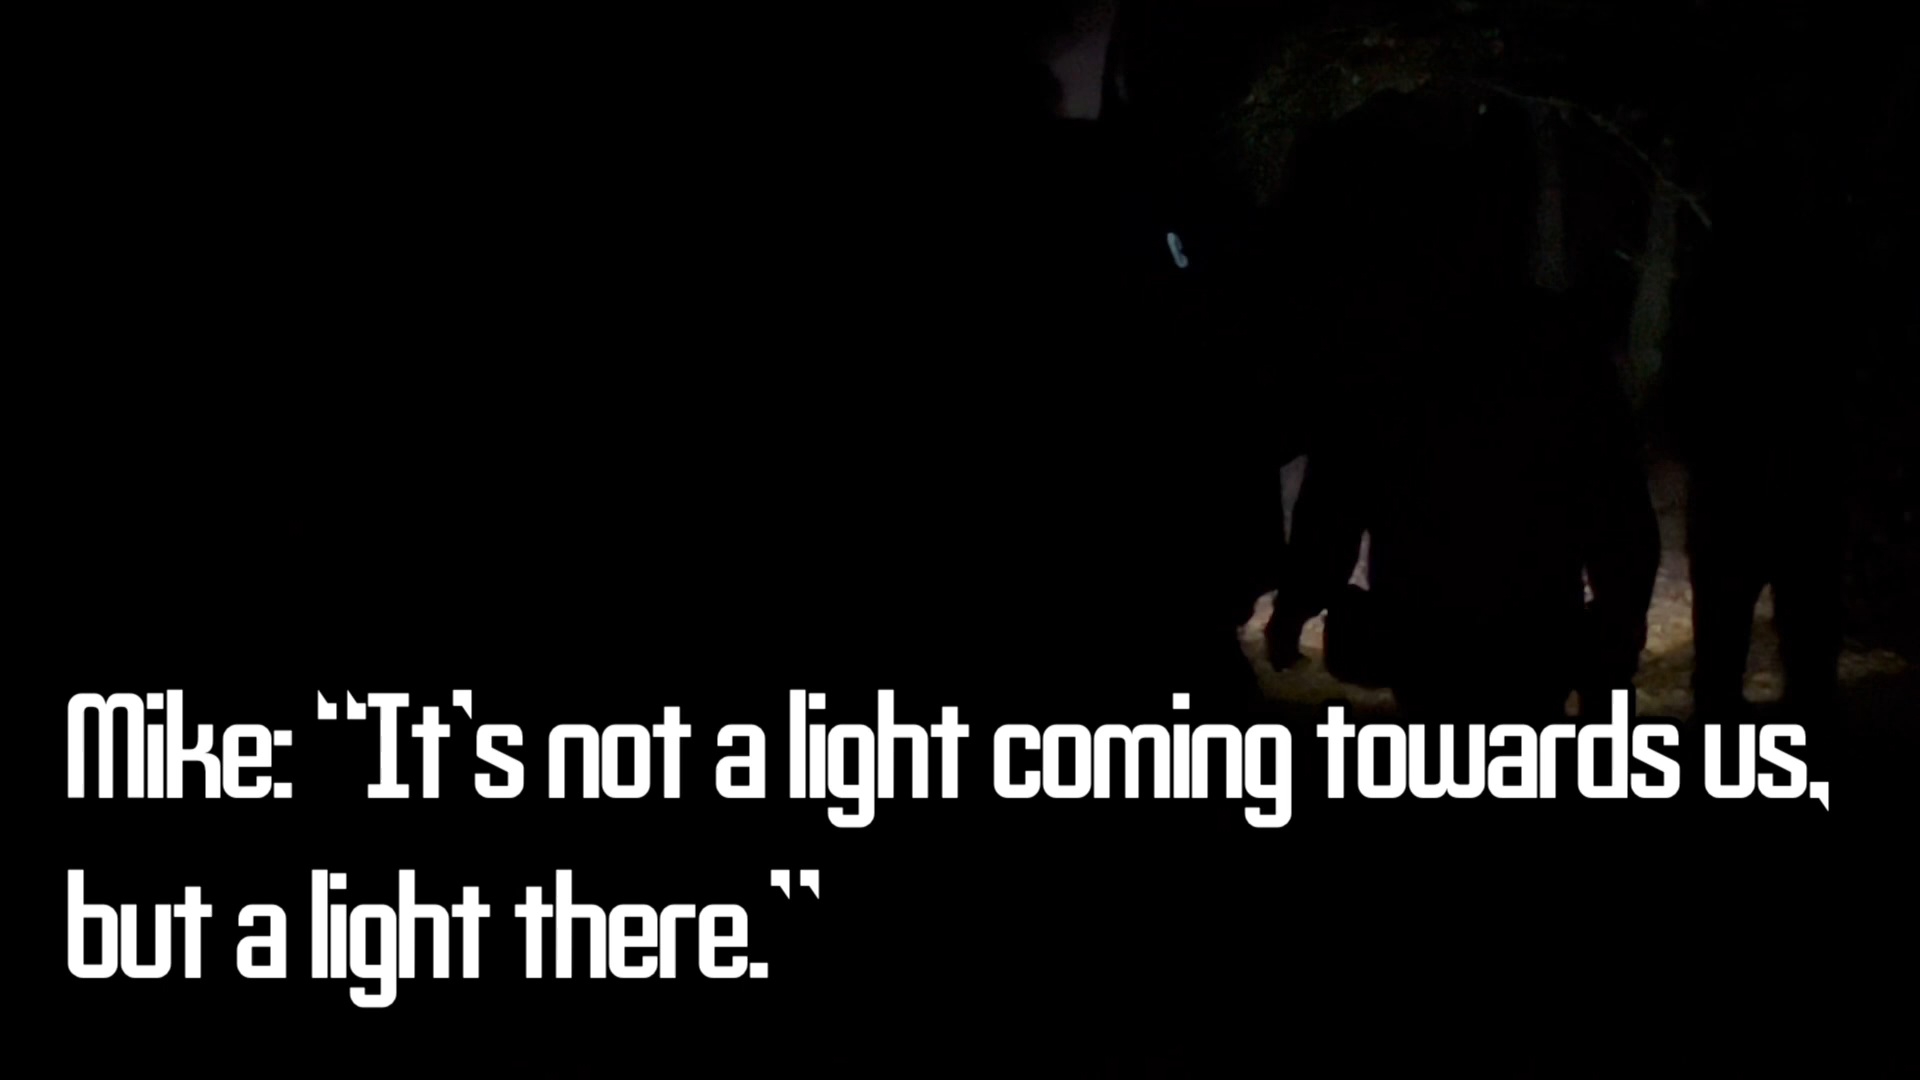 Mike: “It’s not a light coming towards us,
but a light there.”